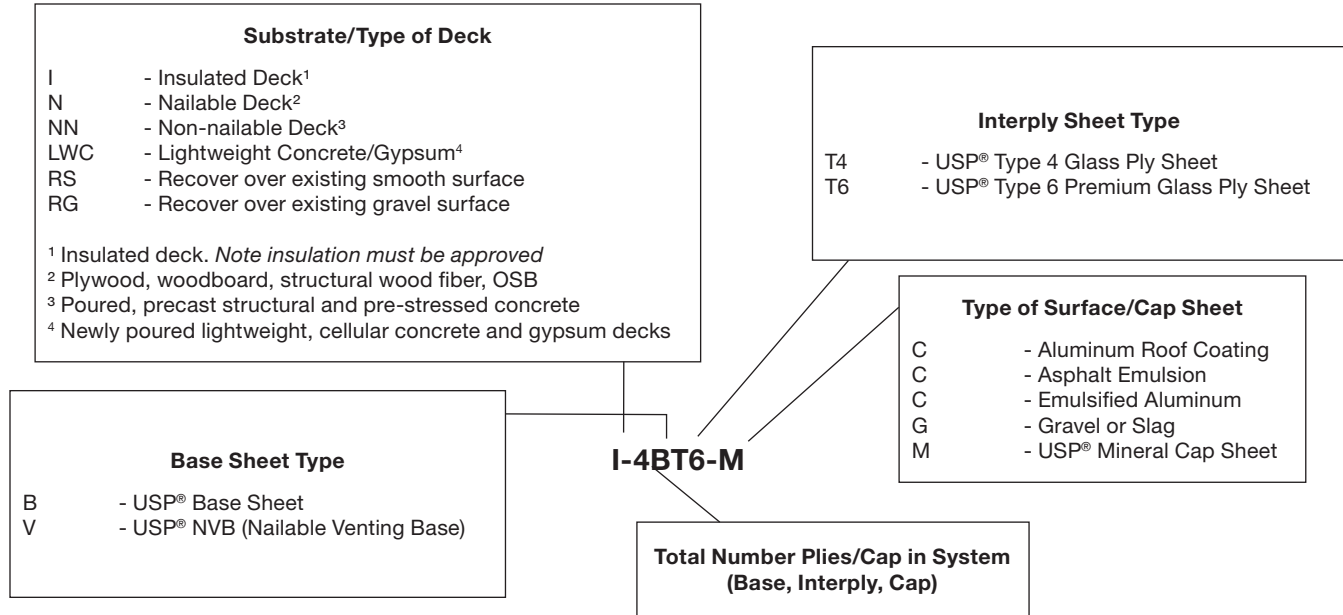 Substrate/Type of Deck
I - Insulated Deck¹
N - Nailable Deck²
NN - Non-nailable Deck³
LWC - Lightweight Concrete/Gypsum⁴
RS - Recover over existing smooth surface
RG - Recover over existing gravel surface
¹ Insulated deck. Note insulation must be approved
² Plywood, woodboard, structural wood fiber, OSB
³ Poured, precast structural and pre-stressed concrete
⁴ Newly poured lightweight, cellular concrete and gypsum decks
Interply Sheet Type
T4 - USP® Type 4 Glass Ply Sheet
T6 - USP® Type 6 Premium Glass Ply Sheet
Type of Surface/Cap Sheet
C - Aluminum Roof Coating
C - Asphalt Emulsion
C - Emulsified Aluminum
G - Gravel or Slag
M - USP® Mineral Cap Sheet
I-4BT6-M
Base Sheet Type
B - USP® Base Sheet
V - USP® NVB (Nailable Venting Base)
Total Number Plies/Cap in System
(Base, Interply, Cap)